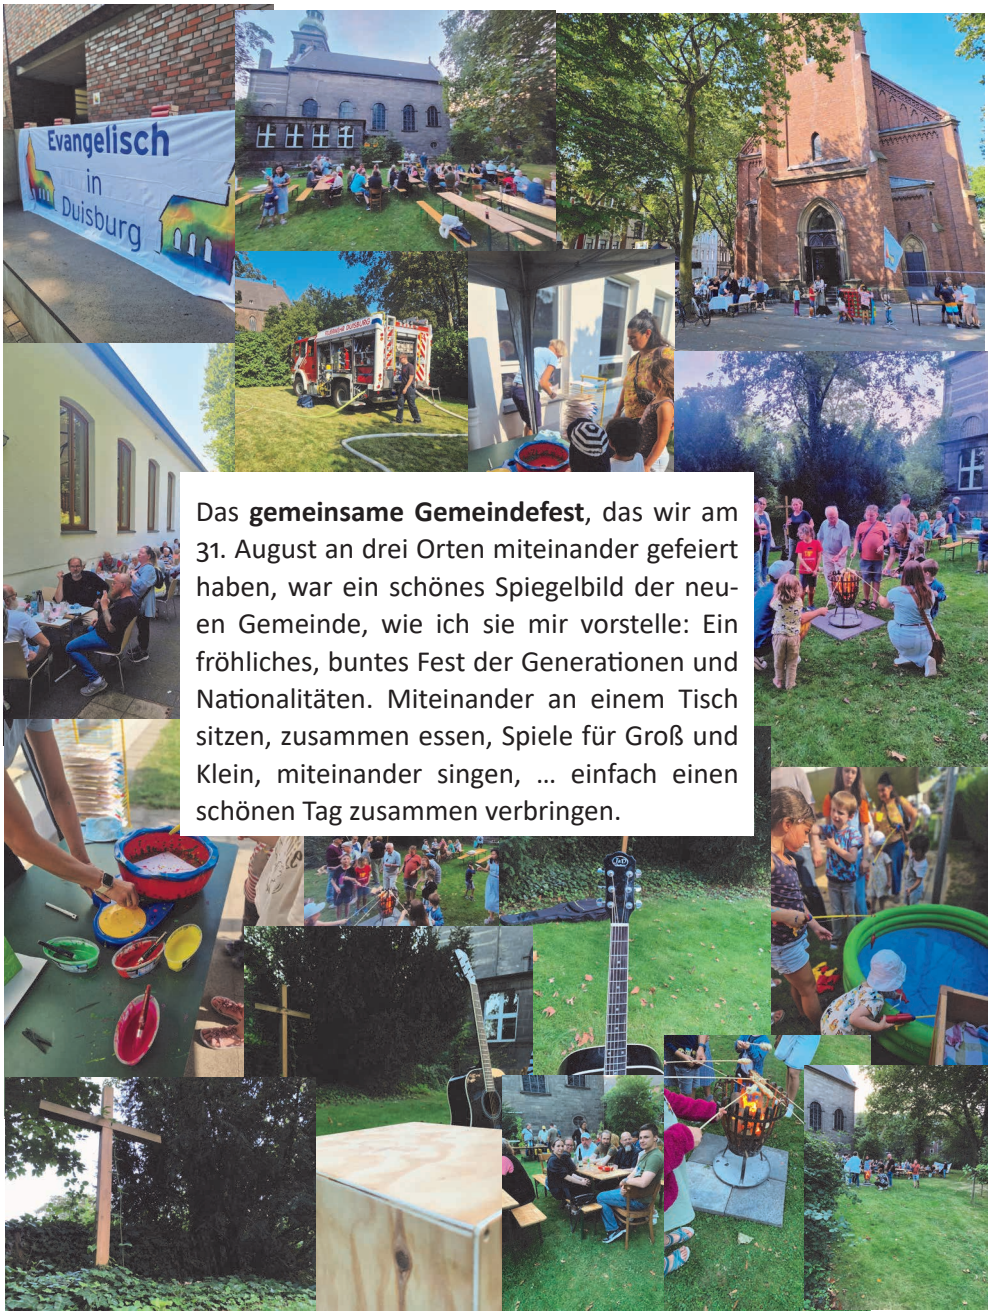 Evangelisch
in
Duisburg
FEUERWEHR DUISBURG
Das gemeinsame Gemeindefest, das wir am
31. August an drei Orten miteinander gefeiert
haben, war ein schönes Spiegelbild der neu-
en Gemeinde, wie ich sie mir vorstelle: Ein
fröhliches, buntes Fest der Generationen und
Nationalitäten. Miteinander an einem Tisch
sitzen, zusammen essen, Spiele für Groß und
Klein, miteinander singen, … einfach einen
schönen Tag zusammen verbringen.